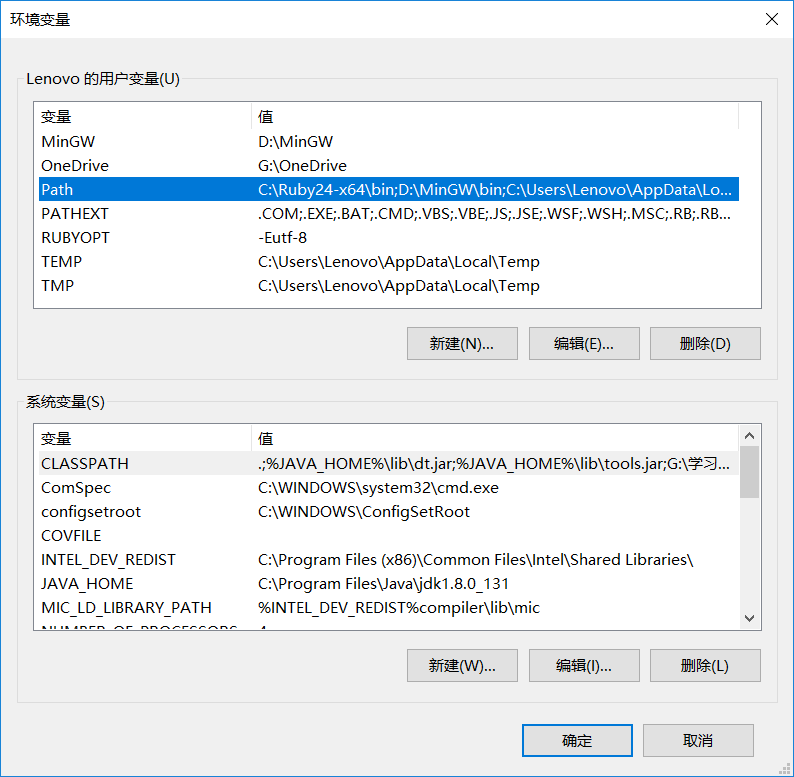 环境变量
Lenovo 的用户变量(U)
变量 值
MinGW D:\MinGW
OneDrive G:\OneDrive
Path C:\Ruby24-x64\bin;D:\MinGW\bin;C:\Users\Lenovo\AppData\Lo...
PATHEXT .COM;.EXE;.BAT;.CMD;.VBS;.VBE;.JS;.JSE;.WSF;.WSH;.MSC;.RB;.RB...
RUBYOPT -Eutf-8
TEMP C:\Users\Lenovo\AppData\Local\Temp
TMP C:\Users\Lenovo\AppData\Local\Temp
新建(N)... 编辑(E)... 删除(D)
系统变量(S)
变量 值
CLASSPATH .;%JAVA_HOME%\lib\dt.jar;%JAVA_HOME%\lib\tools.jar;G:\学习...
ComSpec C:\WINDOWS\system32\cmd.exe
configsetroot C:\WINDOWS\ConfigSetRoot
COVFILE
INTEL_DEV_REDIST C:\Program Files (x86)\Common Files\Intel\Shared Libraries\
JAVA_HOME C:\Program Files\Java\jdk1.8.0_131
MIC_LD_LIBRARY_PATH %INTEL_DEV_REDIST%compiler\lib\mic
NUMBER_OF_PROCESSORS 4
新建(W)... 编辑(I)... 删除(L)
确定 取消